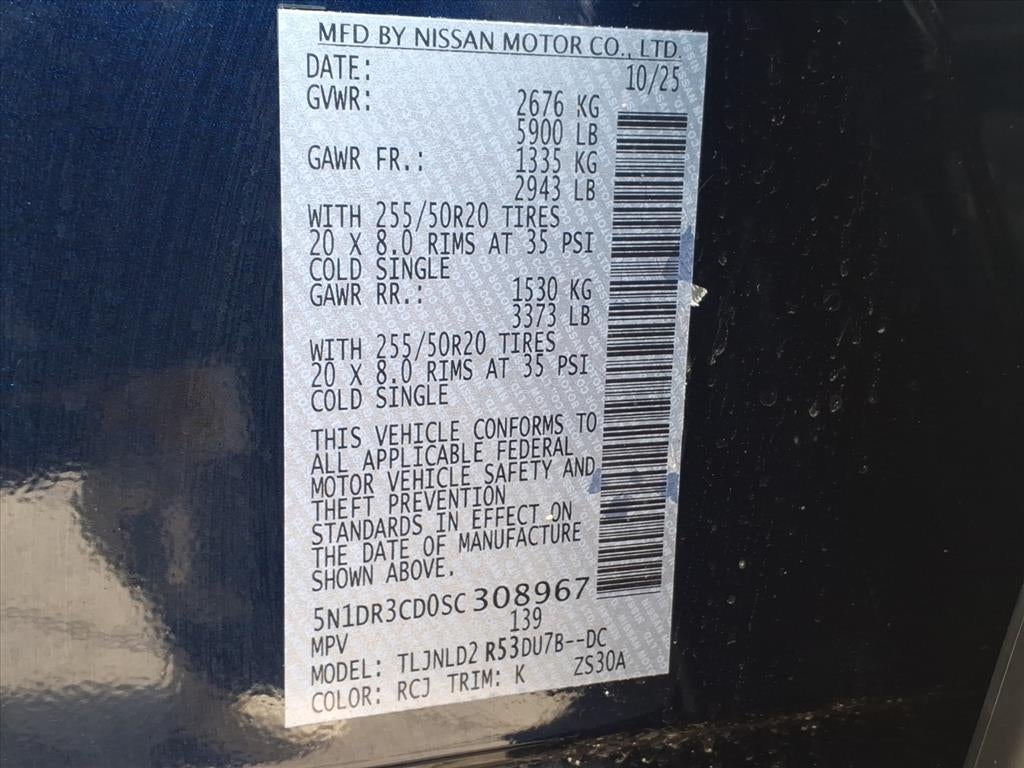 MFD BY NISSAN MOTOR CO., LTD.
DATE: 10/25
GVWR: 2676 KG
5900 LB
GAWR FR.: 1335 KG
2943 LB
WITH 255/50R20 TIRES
20 X 8.0 RIMS AT 35 PSI
COLD SINGLE
GAWR RR.: 1530 KG
3373 LB
WITH 255/50R20 TIRES
20 X 8.0 RIMS AT 35 PSI
COLD SINGLE
THIS VEHICLE CONFORMS TO
ALL APPLICABLE FEDERAL
MOTOR VEHICLE SAFETY AND
THEFT PREVENTION
STANDARDS IN EFFECT ON
THE DATE OF MANUFACTURE
SHOWN ABOVE.
5N1DR3CD0SC 308967
MPV 139
MODEL: TLJNLD2 R53DU7B--DC
COLOR: RCJ TRIM: K ZS30A